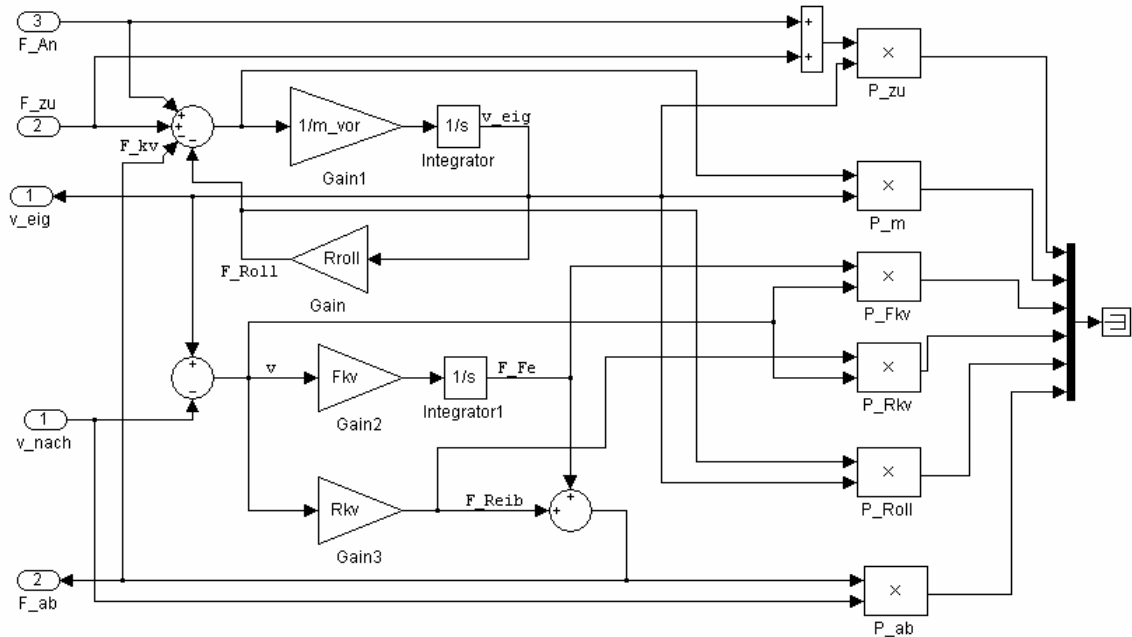 3
F_An
+
+
×
P_zu
F_zu
2
F_kv
+
+
−
−
1/m_vor
Gain1
1/s
Integrator
v_eig
×
P_m
1
v_eig
F_Roll
Rroll
Gain
×
P_Fkv
+
−
v
Fkv
Gain2
1/s
Integrator1
F_Fe
×
P_Rkv
1
v_nach
Rkv
Gain3
F_Reib
+
+
×
P_Roll
2
F_ab
×
P_ab